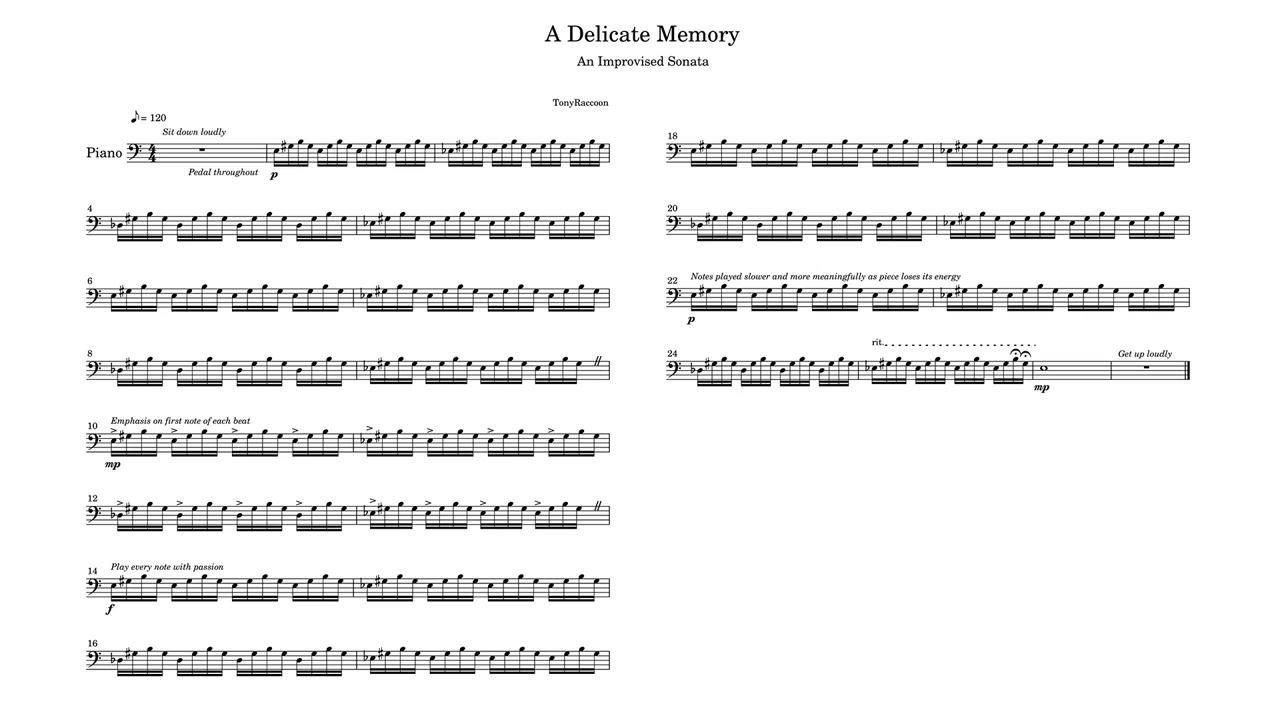 A Delicate Memory
An Improvised Sonata
TonyRaccoon
♪ = 120
Sit down loudly
Piano
Pedal throughout
p
4
6
8
10
Emphasis on first note of each beat
mp
12
14
Play every note with passion
f
16
18
20
22
Notes played slower and more meaningfully as piece loses its energy
p
24
rit.
Get up loudly
mp